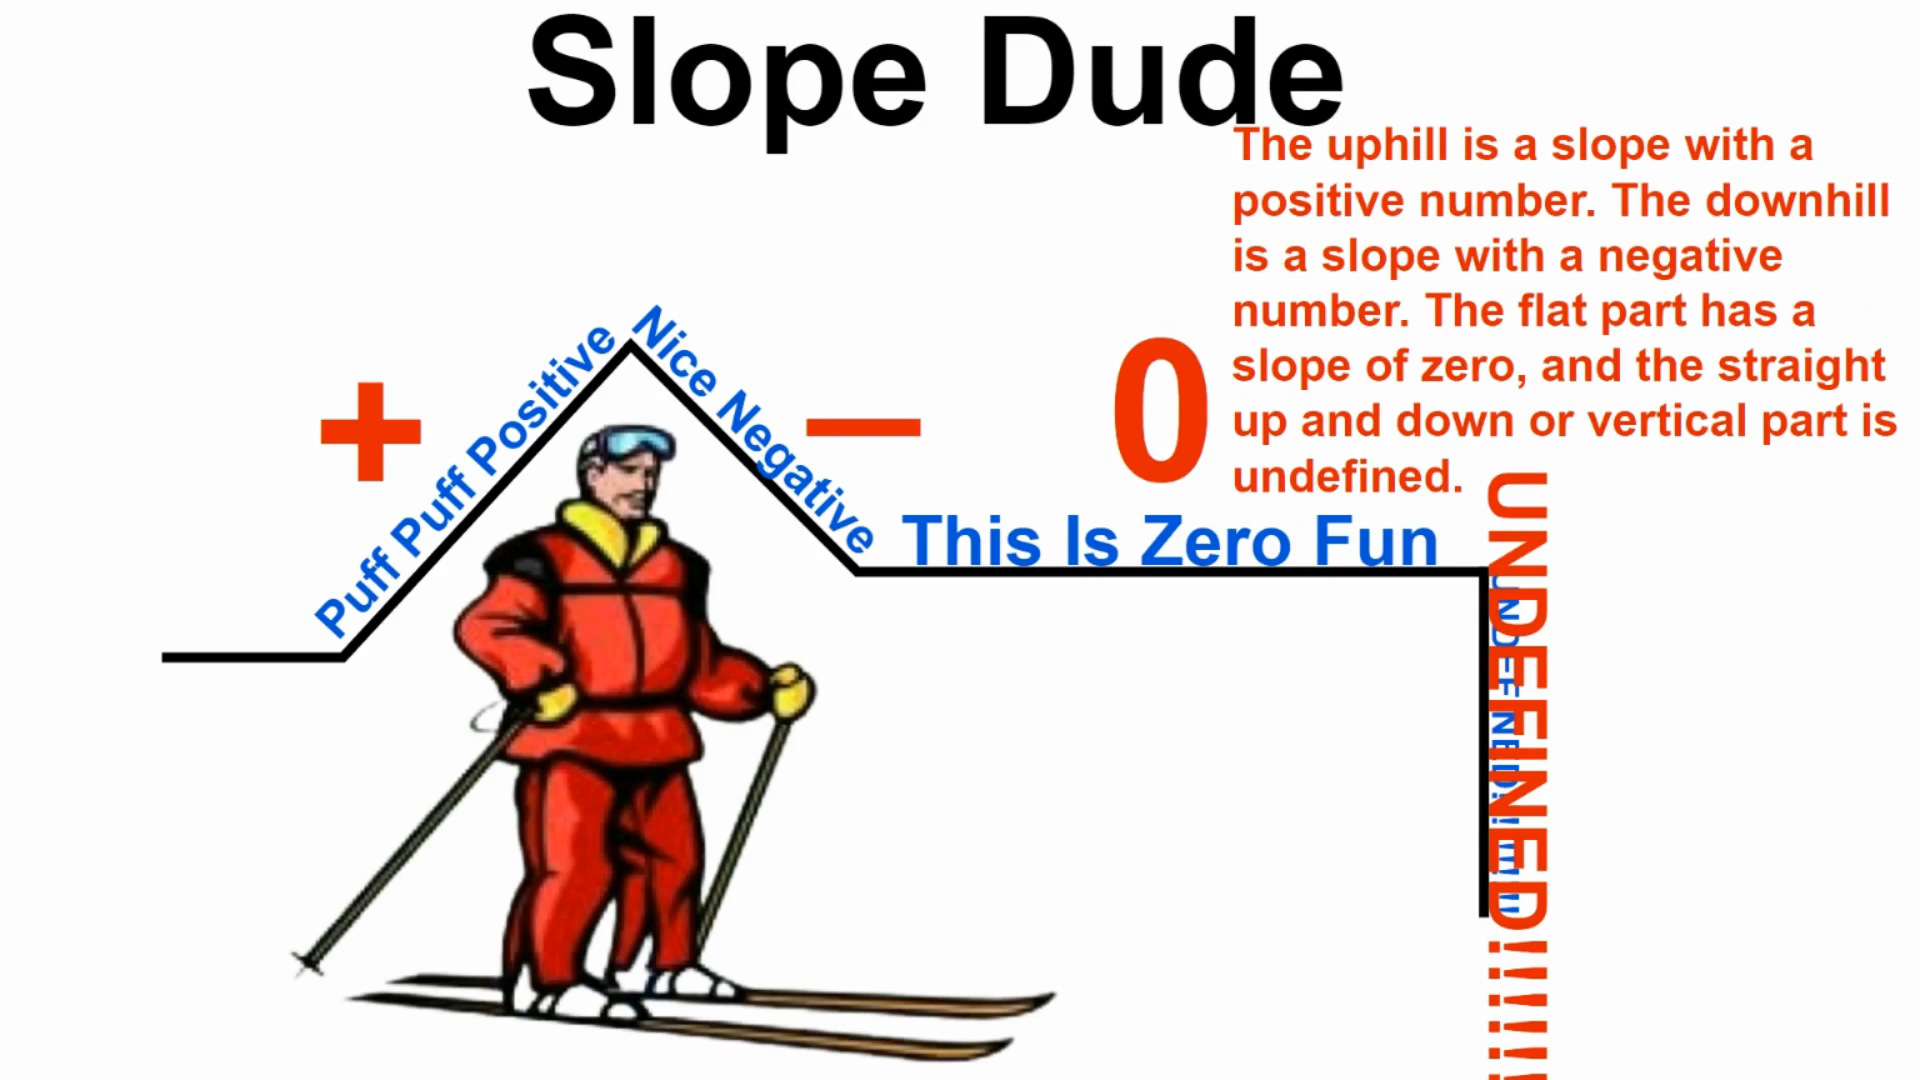 Slope Dude
The uphill is a slope with a
positive number. The downhill
is a slope with a negative
number. The flat part has a
slope of zero, and the straight
up and down or vertical part is
undefined.
+
Puff Puff Positive
Nice Negative
–
0
This Is Zero Fun
UNDEFINED!!!!!!
UNDEFINED!!!!!!